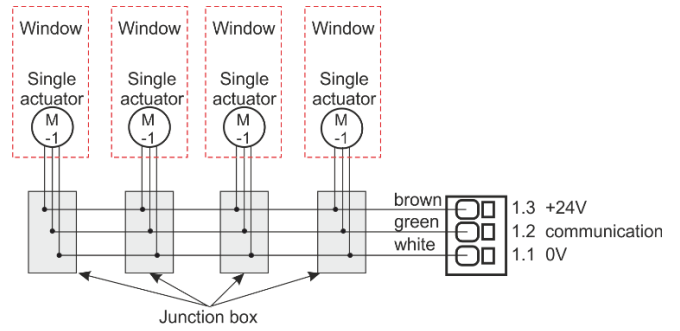 Window Window Window Window
Single actuator Single actuator Single actuator Single actuator
M -1 M -1 M -1 M -1
brown 1.3 +24V
green 1.2 communication
white 1.1 0V
Junction box